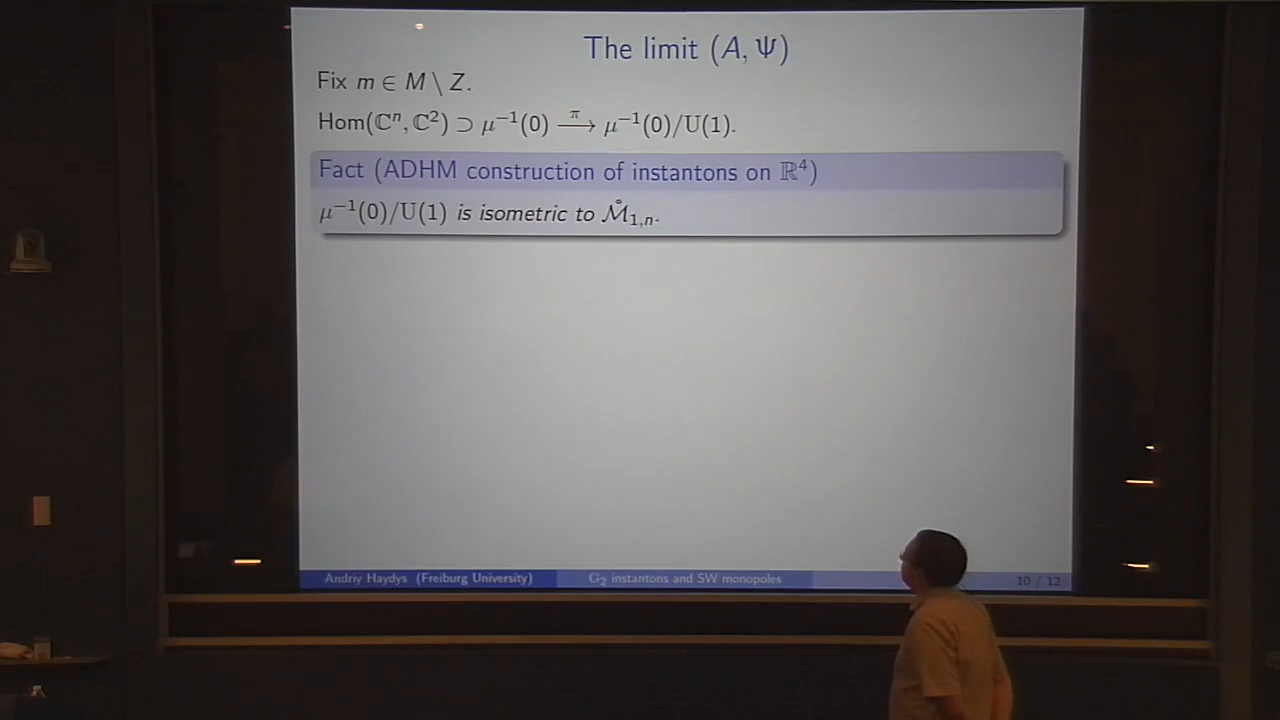 The limit (A, Ψ)
Fix m ∈ M \ Z.
Hom(ℂⁿ, ℂ²) ⊃ μ⁻¹(0) —π→ μ⁻¹(0)/U(1).
Fact (ADHM construction of instantons on ℝ⁴)
μ⁻¹(0)/U(1) is isometric to M̊₁,ₙ.
Andriy Haydys (Freiburg University) G₂ instantons and SW monopoles 10 / 12